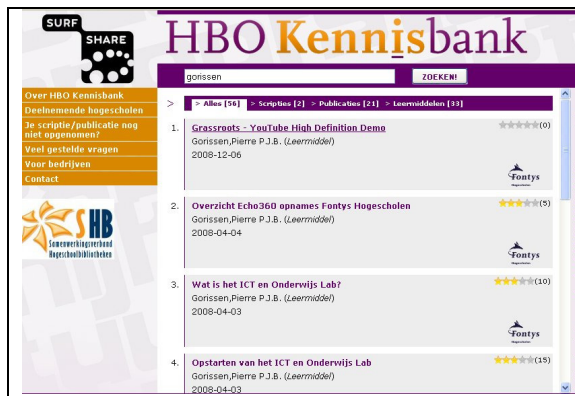 SURF
SHARE
HBO Kennisbank
gorissen
ZOEKEN!
Over HBO Kennisbank
Deelnemende hogescholen
Je scriptie/publicatie nog
niet opgenomen?
Veel gestelde vragen
Voor bedrijven
Contact
SHB
Samenwerkingsverband
Hogeschoolbibliotheken
> > Alles [56] > Scripties [2] > Publicaties [21] > Leermiddelen [33]
1. Grassroots - YouTube High Definition Demo (0)
Gorissen,Pierre P.J.B. (Leermiddel)
2008-12-06
Fontys
2. Overzicht Echo360 opnames Fontys Hogescholen (5)
Gorissen,Pierre P.J.B. (Leermiddel)
2008-04-04
Fontys
3. Wat is het ICT en Onderwijs Lab? (10)
Gorissen,Pierre P.J.B. (Leermiddel)
2008-04-03
Fontys
4. Opstarten van het ICT en Onderwijs Lab (15)
Gorissen,Pierre P.J.B. (Leermiddel)
2008-04-03